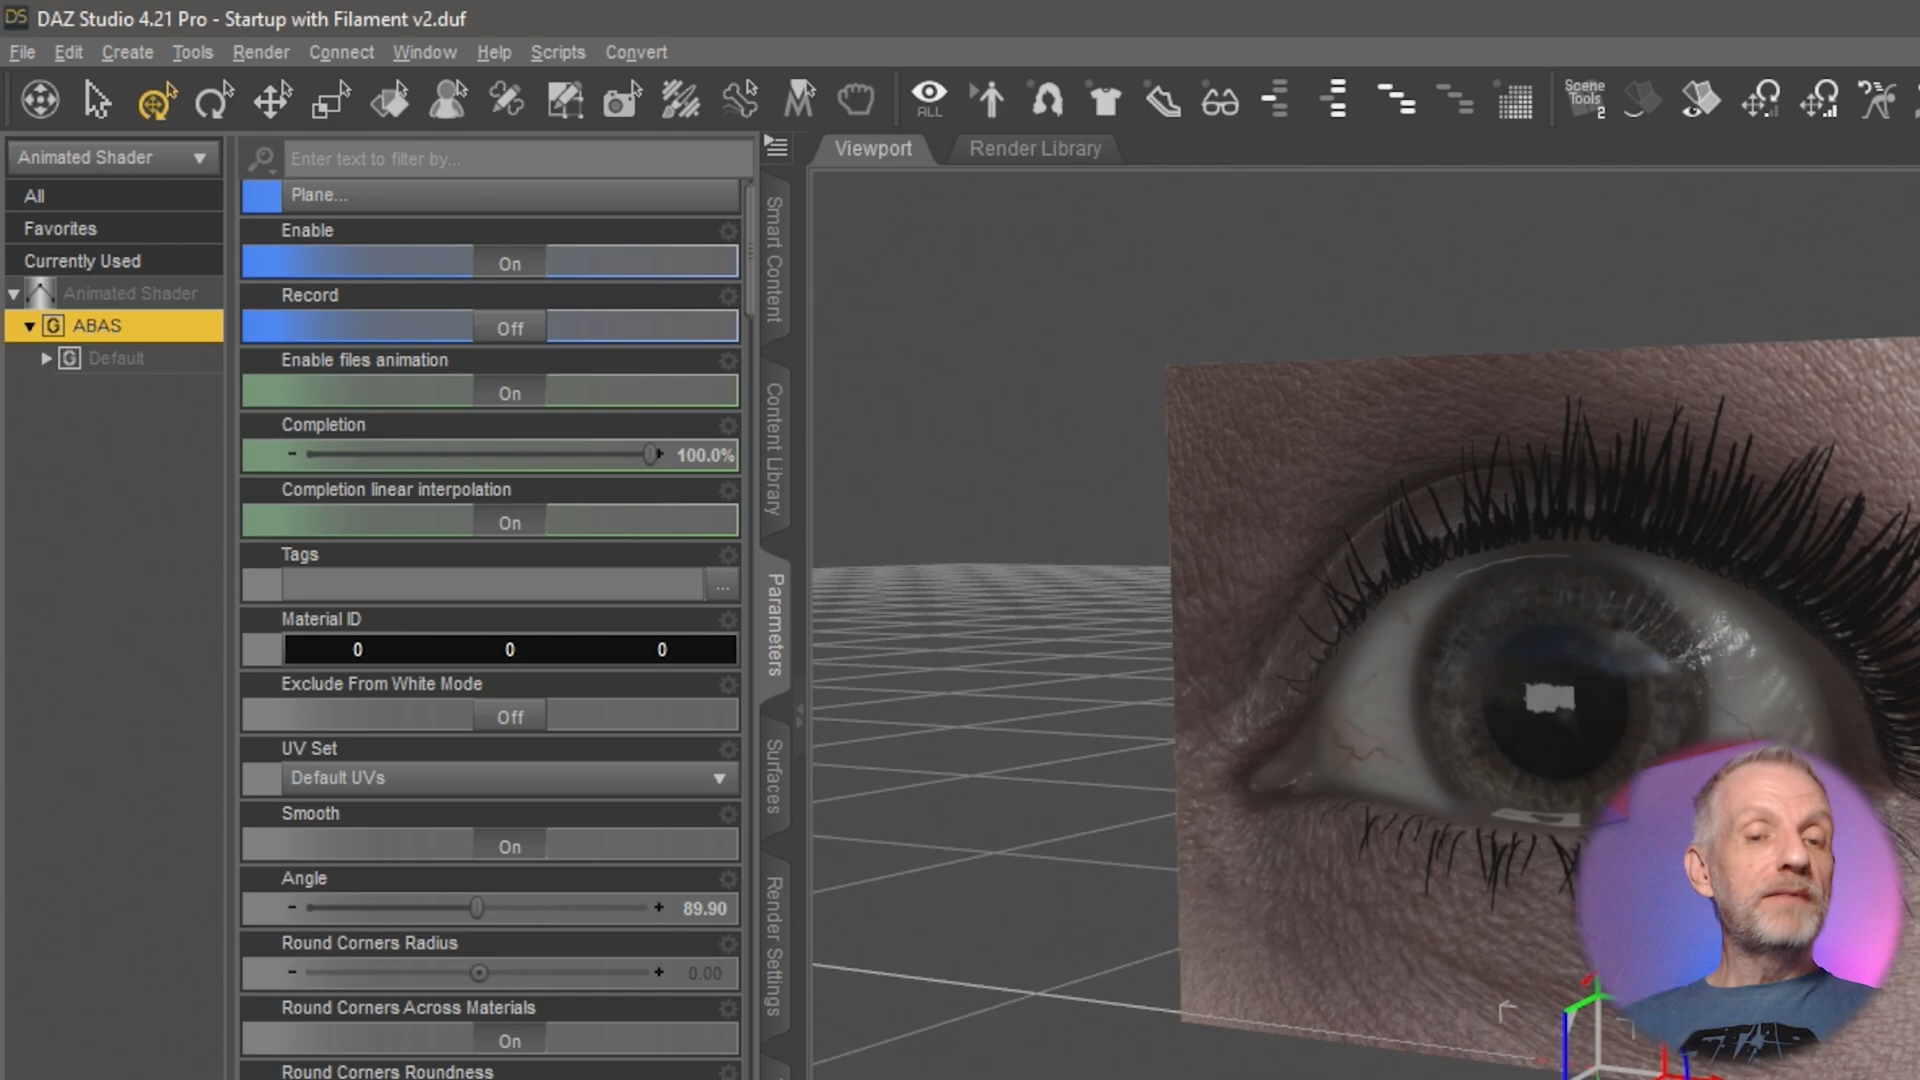 DS DAZ Studio 4.21 Pro - Startup with Filament v2.duf
File Edit Create Tools Render Connect Window Help Scripts Convert
ALL
Scene
Tools
2
Animated Shader
All
Favorites
Currently Used
Animated Shader
G ABAS
G Default
Enter text to filter by...
Plane...
Enable
On
Record
Off
Enable files animation
On
Completion
- + 100.0%
Completion linear interpolation
On
Tags
...
Material ID
0 0 0
Exclude From White Mode
Off
UV Set
Default UVs
Smooth
On
Angle
- + 89.90
Round Corners Radius
- + 0.00
Round Corners Across Materials
On
Round Corners Roundness
Smart Content
Content Library
Parameters
Surfaces
Render Settings
Viewport
Render Library